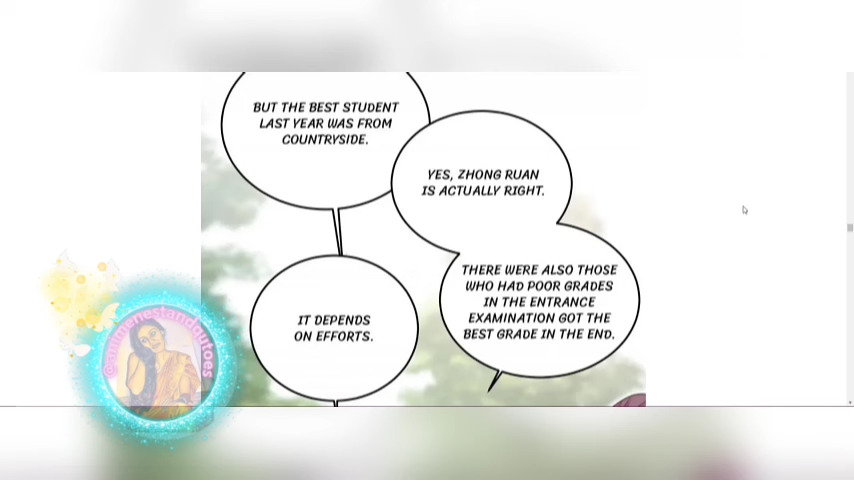 BUT THE BEST STUDENT
LAST YEAR WAS FROM
COUNTRYSIDE.
YES, ZHONG RUAN
IS ACTUALLY RIGHT.
IT DEPENDS
ON EFFORTS.
THERE WERE ALSO THOSE
WHO HAD POOR GRADES
IN THE ENTRANCE
EXAMINATION GOT THE
BEST GRADE IN THE END.
@animenestandqutoes